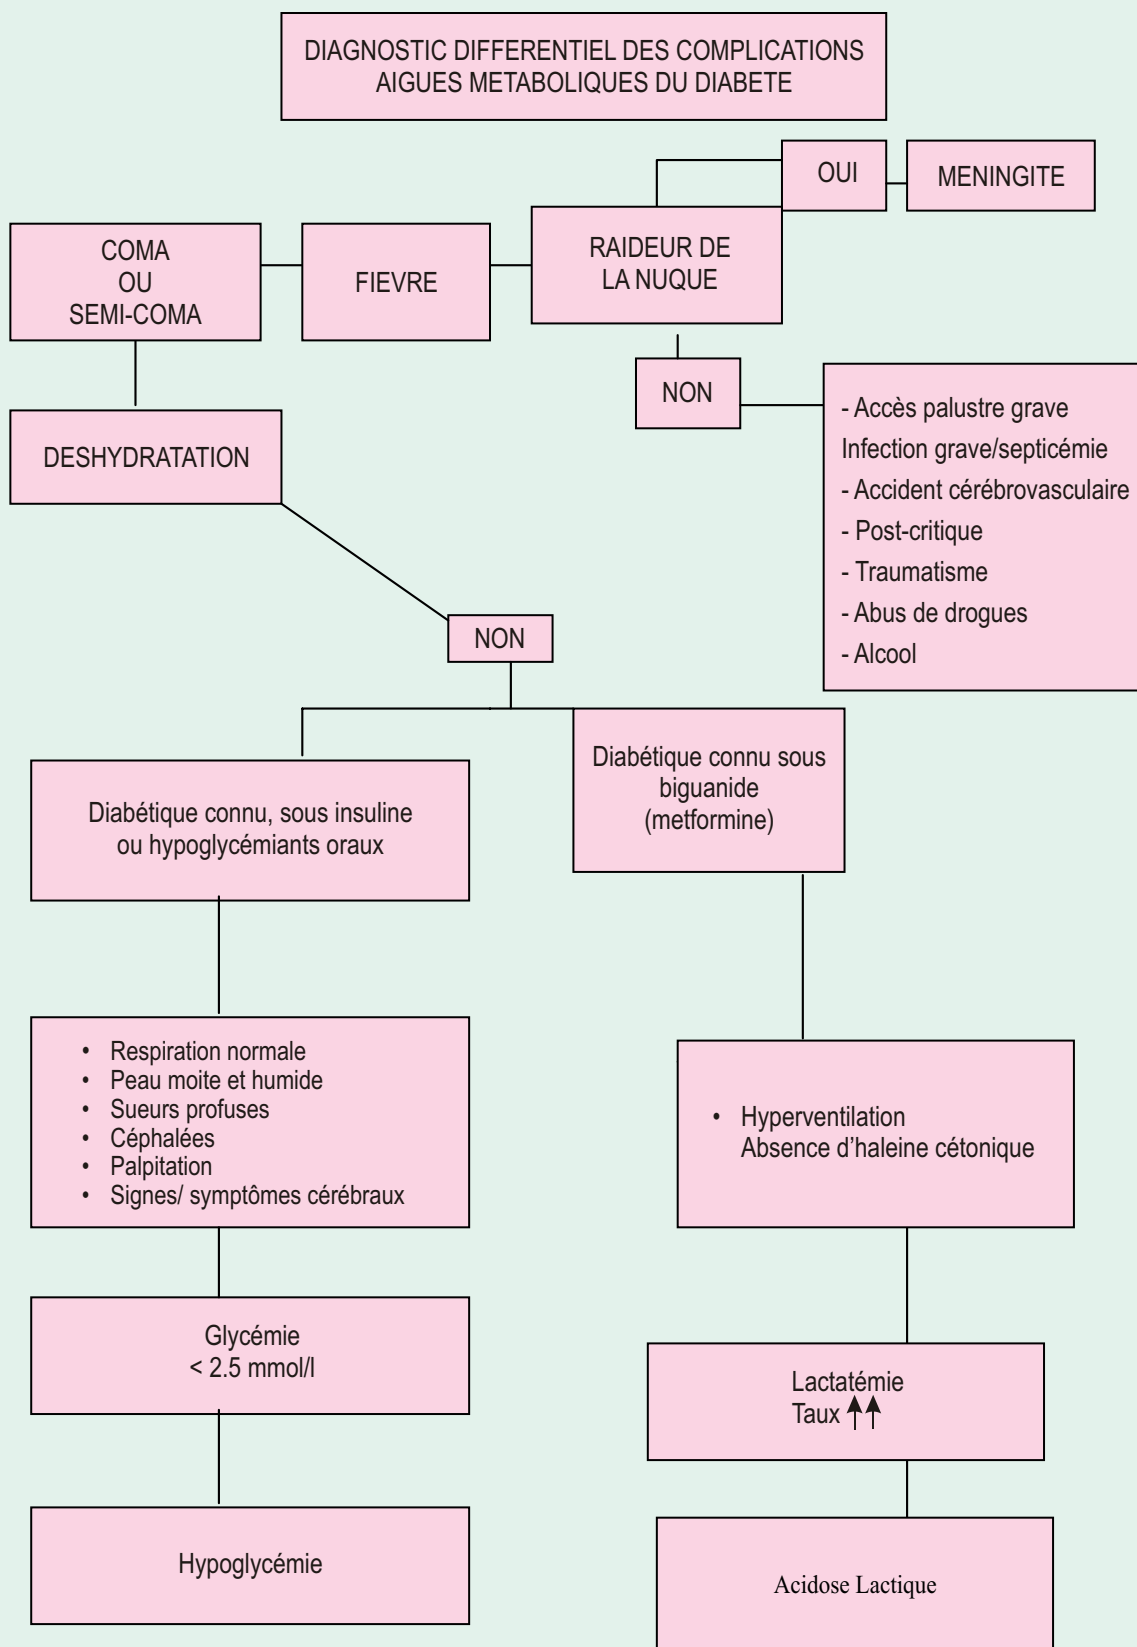 DIAGNOSTIC DIFFERENTIEL DES COMPLICATIONS
AIGUES METABOLIQUES DU DIABETE
OUI
MENINGITE
COMA
OU
SEMI-COMA
FIEVRE
RAIDEUR DE
LA NUQUE
NON
- Accès palustre grave
Infection grave/septicémie
- Accident cérébrovasculaire
- Post-critique
- Traumatisme
- Abus de drogues
- Alcool
DESHYDRATATION
NON
Diabétique connu, sous insuline
ou hypoglycémiants oraux
Diabétique connu sous
biguanide
(metformine)
• Respiration normale
• Peau moite et humide
• Sueurs profuses
• Céphalées
• Palpitation
• Signes/ symptômes cérébraux
• Hyperventilation
Absence d’haleine cétonique
Glycémie
< 2.5 mmol/l
Lactatémie
Taux ↑↑
Hypoglycémie
Acidose Lactique